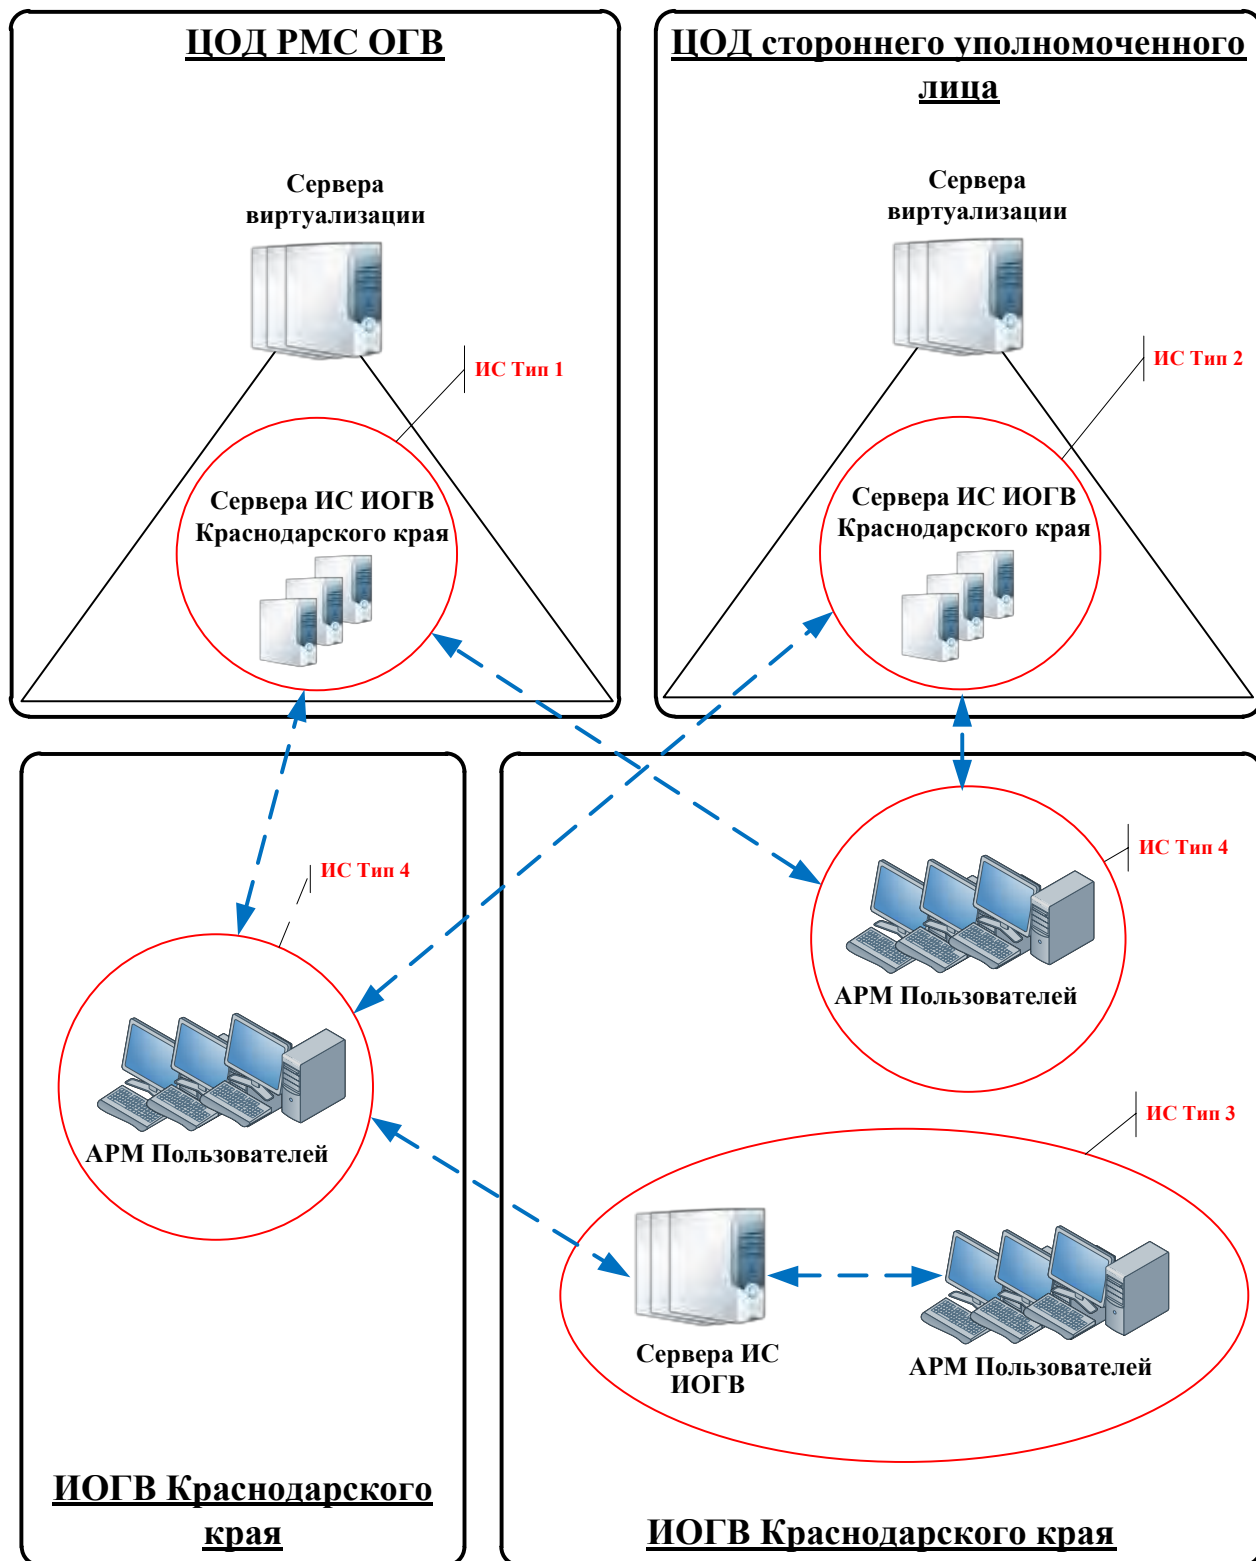 ЦОД РМС ОГВ
Сервера
виртуализации
ИС Тип 1
Сервера ИС ИОГВ
Краснодарского края
ЦОД стороннего уполномоченного
лица
Сервера
виртуализации
ИС Тип 2
Сервера ИС ИОГВ
Краснодарского края
ИС Тип 4
АРМ Пользователей
ИОГВ Краснодарского
края
ИС Тип 4
АРМ Пользователей
ИС Тип 3
Сервера ИС
ИОГВ
АРМ Пользователей
ИОГВ Краснодарского края